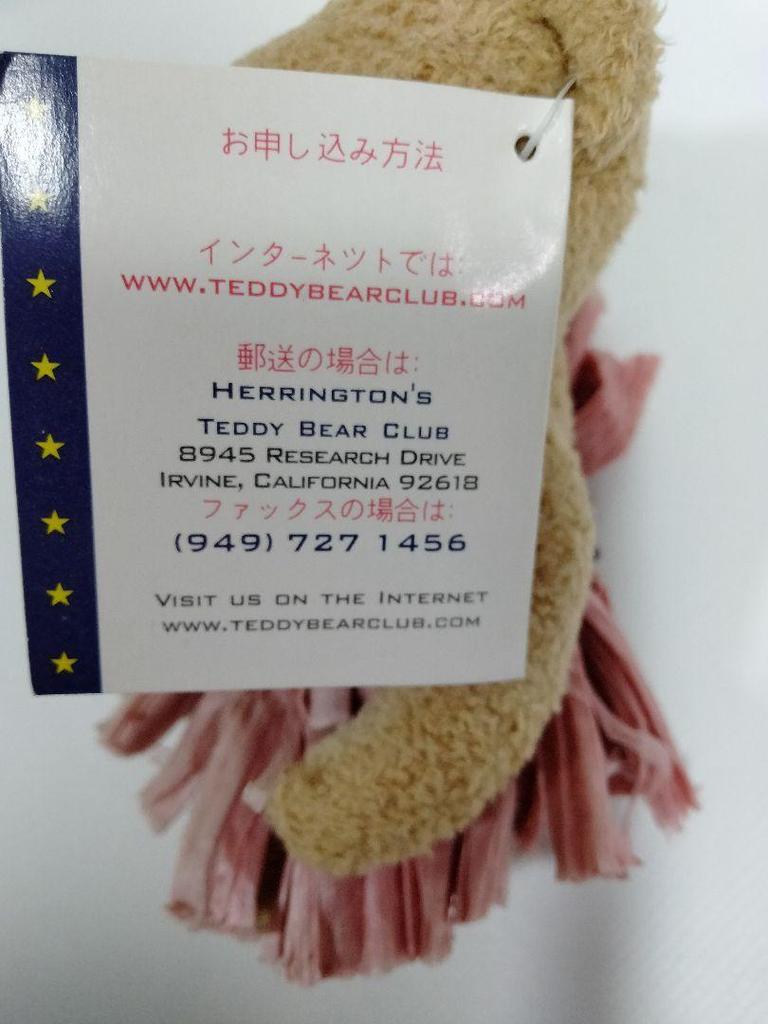 お申し込み方法
インタ－ネツトでは:
WWW.TEDDYBEARCLUB.COM
郵送の場合は:
HERRINGTON'S
TEDDY BEAR CLUB
8945 RESEARCH DRIVE
IRVINE, CALIFORNIA 92618
ファックスの場合は:
(949) 727 1456
VISIT US ON THE INTERNET
WWW.TEDDYBEARCLUB.COM